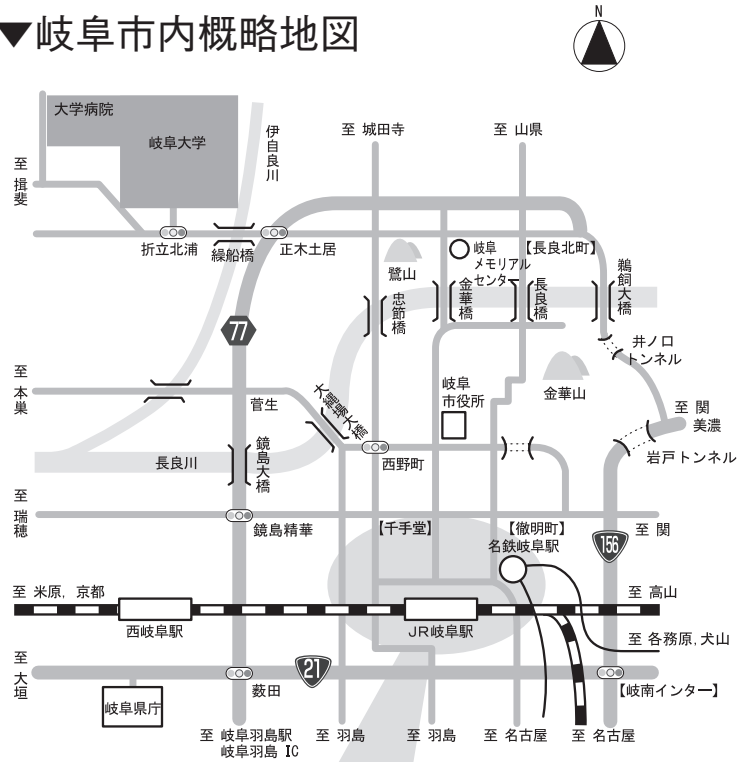 ▼岐阜市内概略地図
N
大学病院
岐阜大学
伊自良川
至 城田寺
至 山県
至 揖斐
折立北浦
繰船橋
正木土居
鷺山
岐阜
メモリアル
センター
【長良北町】
忠節橋
金華橋
長良橋
鵜飼大橋
77
井ノ口
トンネル
至 本巣
菅生
大縄場大橋
岐阜
市役所
金華山
至 関
美濃
長良川
鏡島大橋
西野町
岩戸トンネル
至 瑞穂
鏡島精華
【千手堂】
【徹明町】
名鉄岐阜駅
156
至 関
至 米原, 京都
至 高山
西岐阜駅
JR岐阜駅
至 各務原, 犬山
至 大垣
21
岐阜県庁
薮田
【岐南インター】
至 岐阜羽島駅
岐阜羽島 IC
至 羽島
至 羽島
至 名古屋
至 名古屋